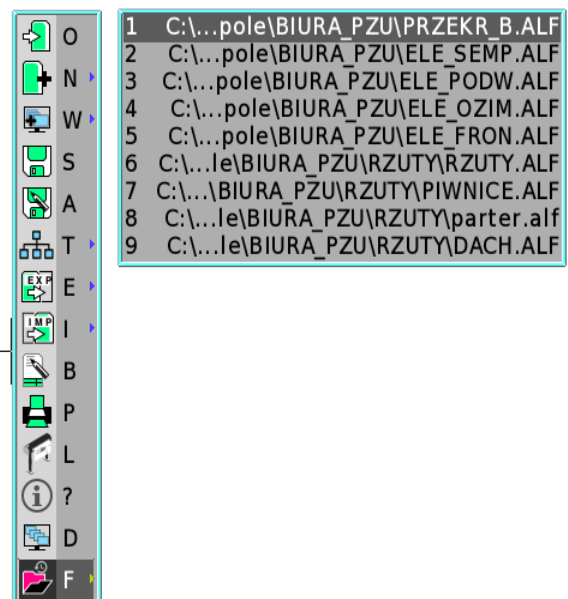 O
N
W
S
A
T
EXP E
IMP I
B
P
L
?
D
F
1 C:\...pole\BIURA_PZU\PRZEKR_B.ALF
2 C:\...pole\BIURA_PZU\ELE_SEMP.ALF
3 C:\...pole\BIURA_PZU\ELE_PODW.ALF
4 C:\...pole\BIURA_PZU\ELE_OZIM.ALF
5 C:\...pole\BIURA_PZU\ELE_FRON.ALF
6 C:\...le\BIURA_PZU\RZUTY\RZUTY.ALF
7 C:\...\BIURA_PZU\RZUTY\PIWNICE.ALF
8 C:\...le\BIURA_PZU\RZUTY\parter.alf
9 C:\...le\BIURA_PZU\RZUTY\DACH.ALF